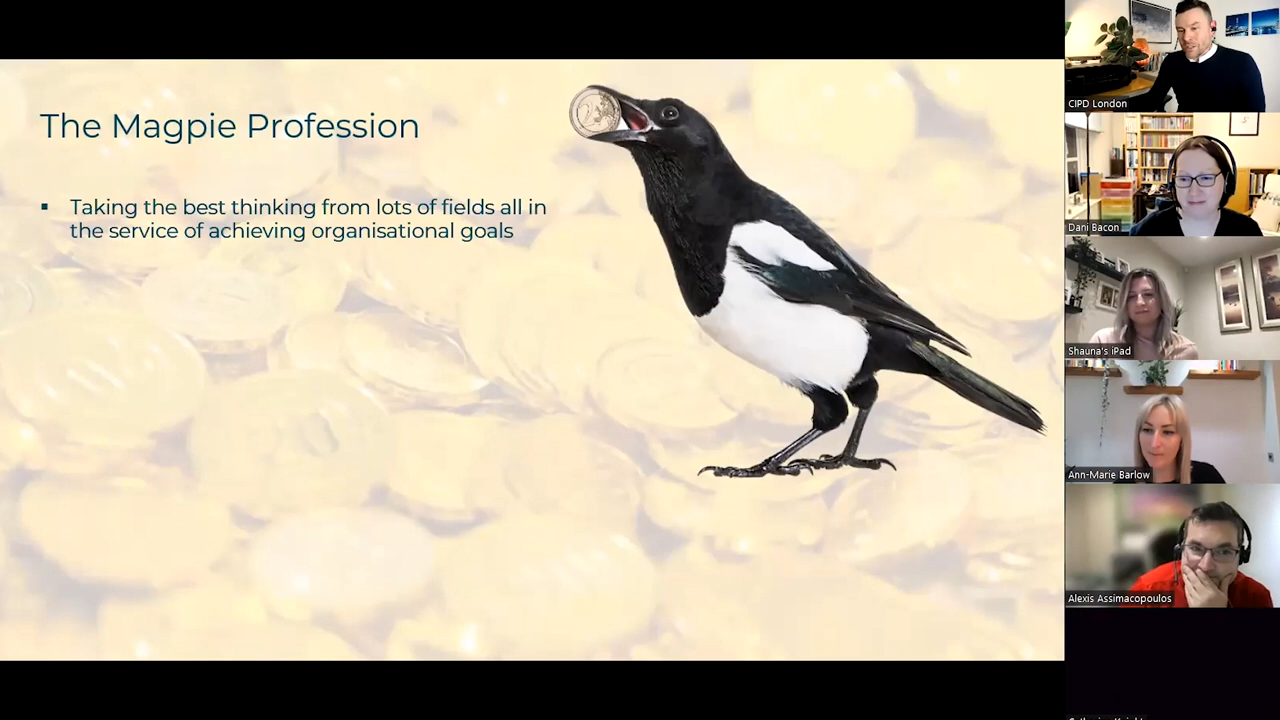 The Magpie Profession
▪ Taking the best thinking from lots of fields all in
the service of achieving organisational goals
2
CIPD London
Dani Bacon
Shauna's iPad
Ann-Marie Barlow
Alexis Assimacopoulos